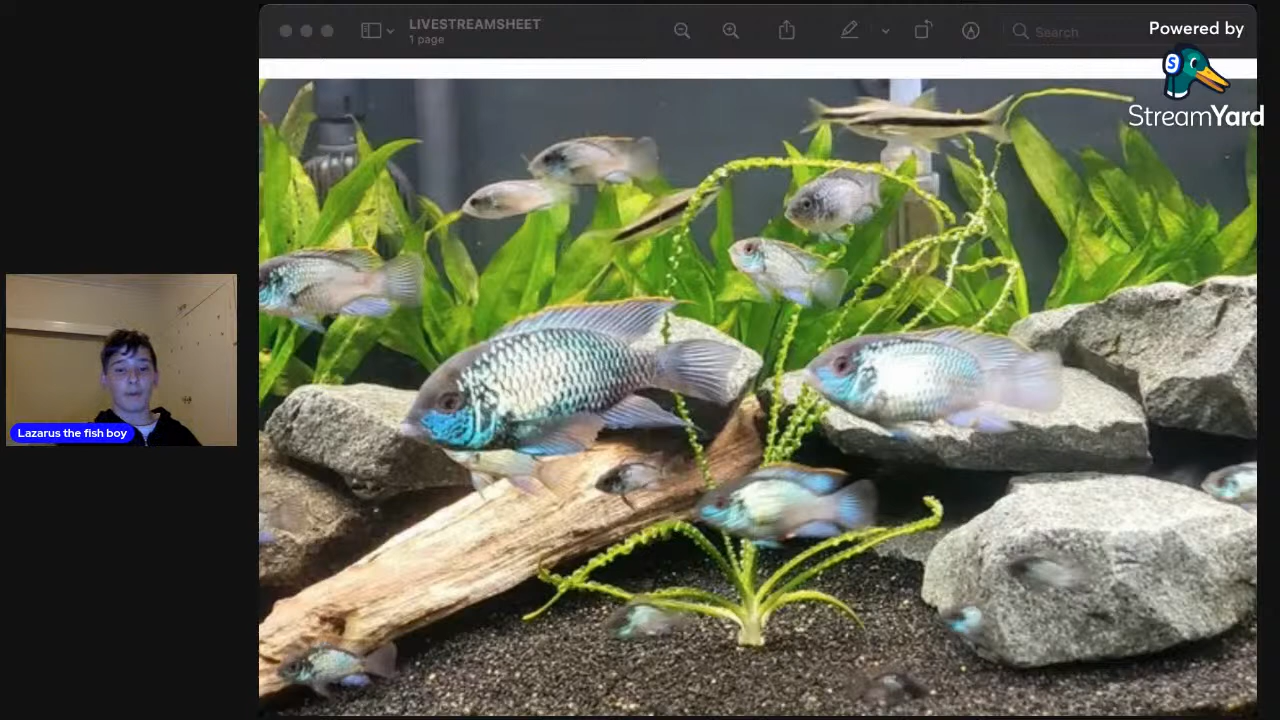 LIVESTREAMSHEET
1 page
Search
Powered by
S
StreamYard
Lazarus the fish boy